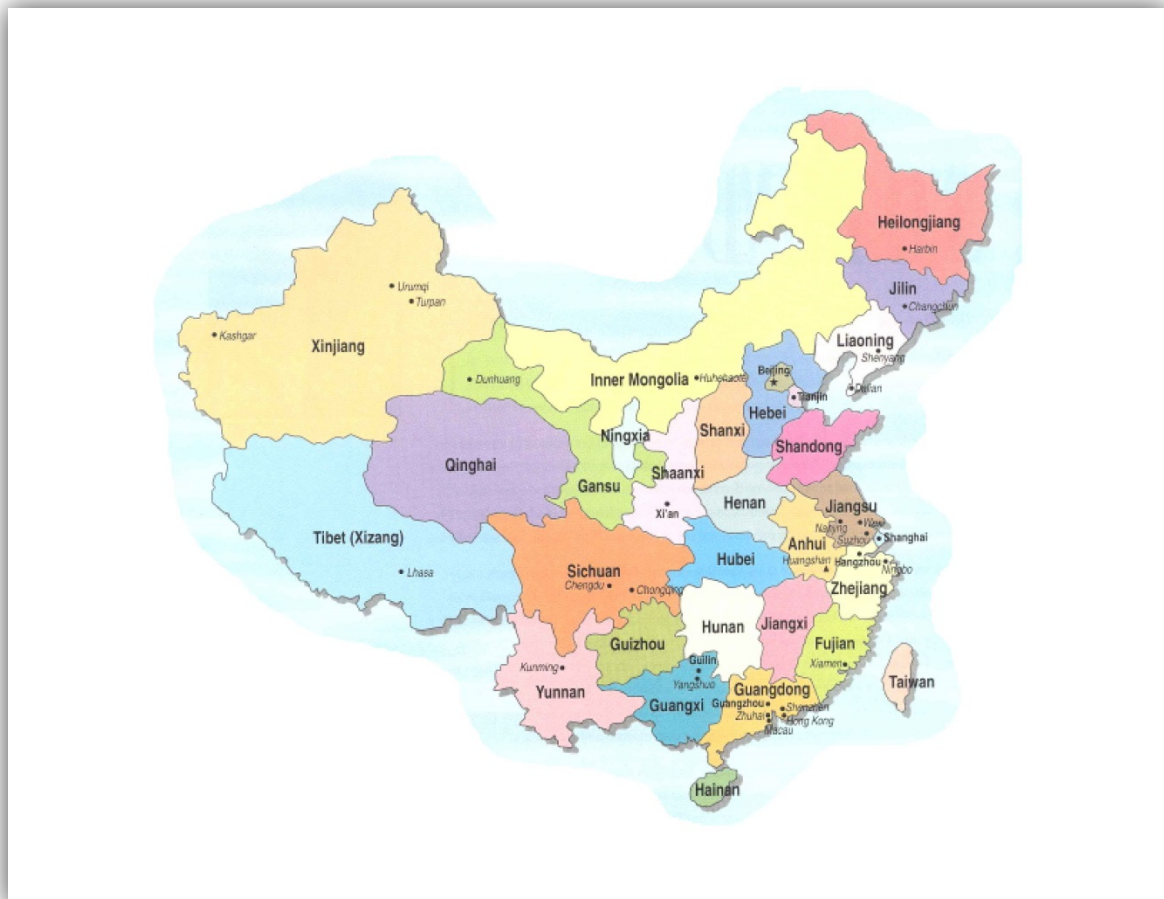 Heilongjiang
Harbin
Jilin
Changchun
Urumqi
Turpan
Kashgar
Xinjiang
Liaoning
Shenyang
Dunhuang
Inner Mongolia
Huhehaote
Beijing
Tianjin
Dalian
Hebei
Shanxi
Ningxia
Shandong
Qinghai
Shaanxi
Gansu
Xi'an
Henan
Jiangsu
Nanjing
Wuxi
Suzhou
Shanghai
Tibet (Xizang)
Anhui
Huangshan
Hangzhou
Ningbo
Hubei
Zhejiang
Lhasa
Sichuan
Chengdu
Chongqing
Hunan
Jiangxi
Guizhou
Fujian
Xiamen
Guilin
Yangshuo
Kunming
Yunnan
Guangxi
Guangdong
Guangzhou
Shenzhen
Zhuhai
Hong Kong
Macau
Taiwan
Hainan